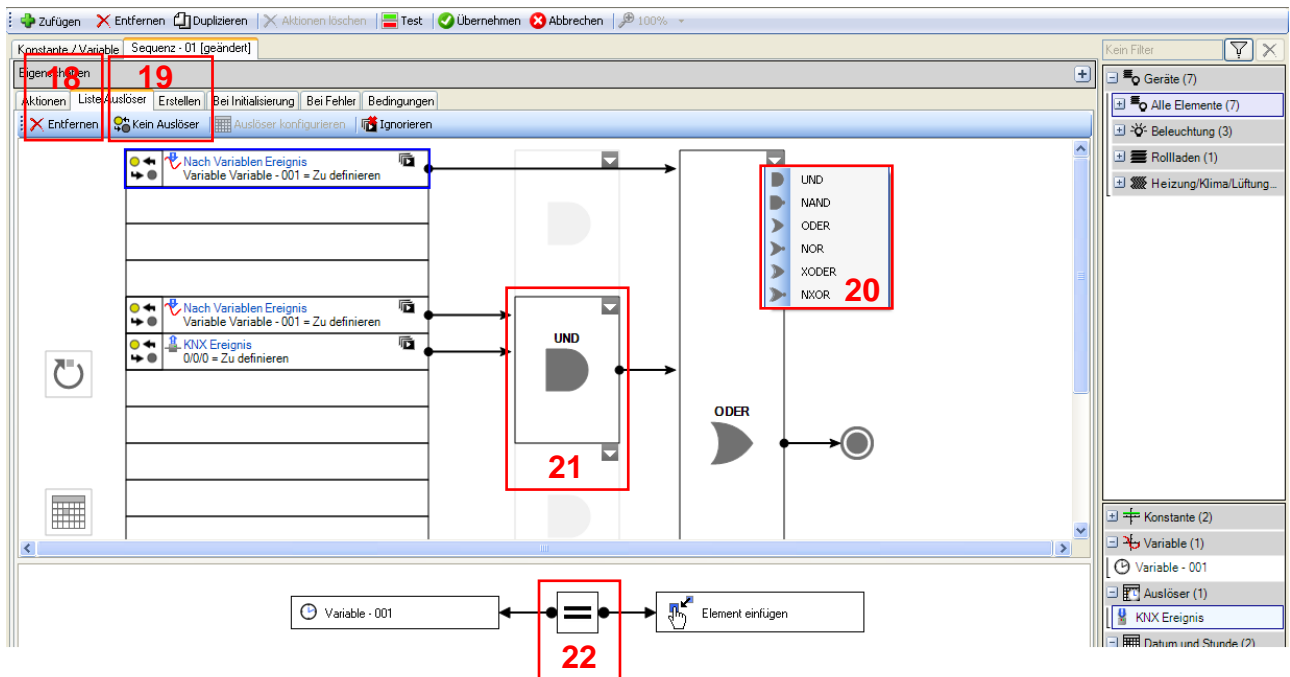 Zufügen Entfernen Duplizieren Aktionen löschen Test Übernehmen Abbrechen 100%
Konstante / Variable Sequenz - 01 [geändert]
Kein Filter
Eigenschaften
18 19
Aktionen Liste Auslöser Erstellen Bei Initialisierung Bei Fehler Bedingungen
Entfernen Kein Auslöser Auslöser konfigurieren Ignorieren
Nach Variablen Ereignis
Variable Variable - 001 = Zu definieren
UND
NAND
ODER
NOR
XODER
NXOR
20
Nach Variablen Ereignis
Variable Variable - 001 = Zu definieren
KNX Ereignis
0/0/0 = Zu definieren
UND
21
ODER
Variable - 001
Element einfügen
22
Geräte (7)
Alle Elemente (7)
Beleuchtung (3)
Rollladen (1)
Heizung/Klima/Lüftung...
Konstante (2)
Variable (1)
Variable - 001
Auslöser (1)
KNX Ereignis
Datum und Stunde (2)